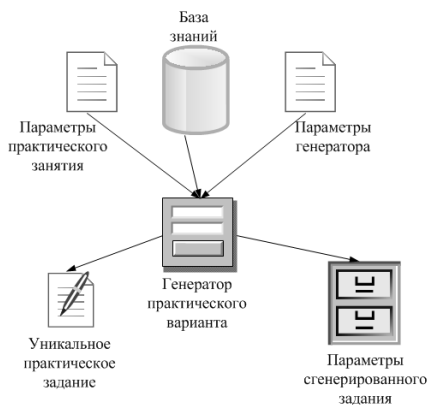 База
знаний
Параметры
практического
занятия
Параметры
генератора
Генератор
практического
варианта
Уникальное
практическое
задание
Параметры
сгенерированного
задания